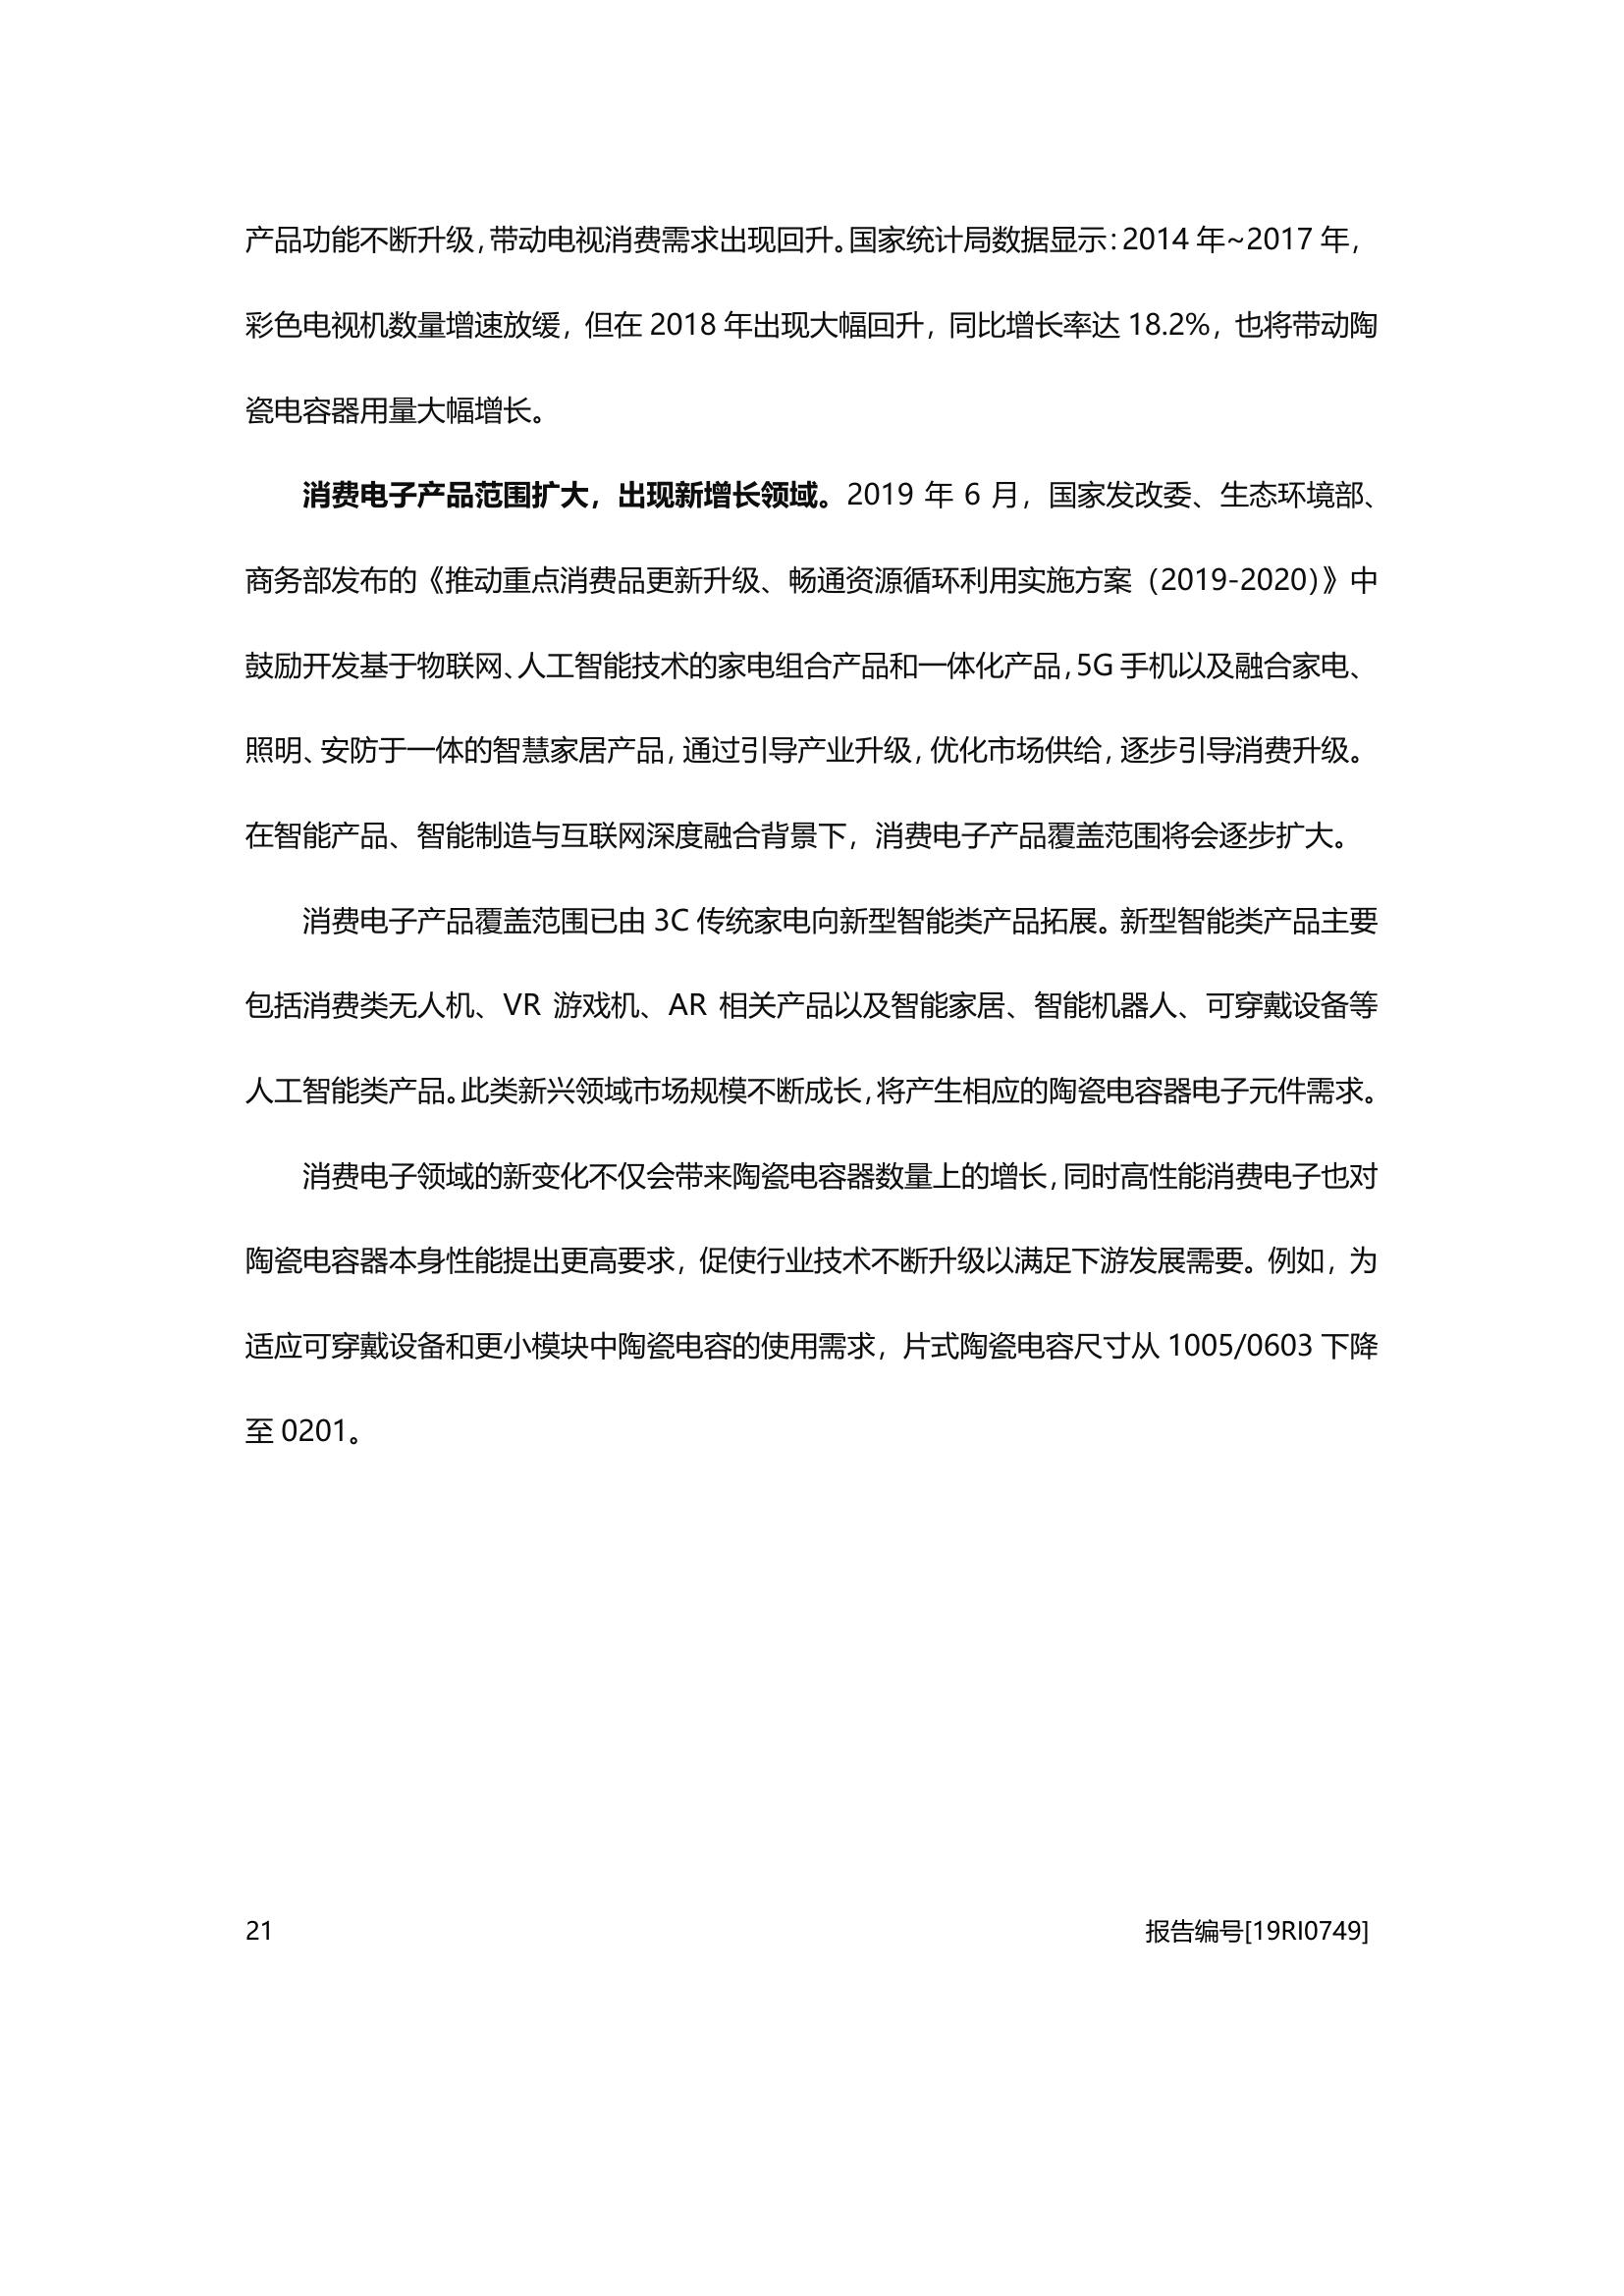 产品功能不断升级，带动电视消费需求出现回升。国家统计局数据显示：2014 年~2017 年，
彩色电视机数量增速放缓，但在 2018 年出现大幅回升，同比增长率达 18.2%，也将带动陶
瓷电容器用量大幅增长。
消费电子产品范围扩大，出现新增长领域。2019 年 6 月，国家发改委、生态环境部、
商务部发布的《推动重点消费品更新升级、畅通资源循环利用实施方案（2019-2020）》中
鼓励开发基于物联网、人工智能技术的家电组合产品和一体化产品，5G 手机以及融合家电、
照明、安防于一体的智慧家居产品，通过引导产业升级，优化市场供给，逐步引导消费升级。
在智能产品、智能制造与互联网深度融合背景下，消费电子产品覆盖范围将会逐步扩大。
消费电子产品覆盖范围已由 3C 传统家电向新型智能类产品拓展。新型智能类产品主要
包括消费类无人机、VR 游戏机、AR 相关产品以及智能家居、智能机器人、可穿戴设备等
人工智能类产品。此类新兴领域市场规模不断成长，将产生相应的陶瓷电容器电子元件需求。
消费电子领域的新变化不仅会带来陶瓷电容器数量上的增长，同时高性能消费电子也对
陶瓷电容器本身性能提出更高要求，促使行业技术不断升级以满足下游发展需要。例如，为
适应可穿戴设备和更小模块中陶瓷电容的使用需求，片式陶瓷电容尺寸从 1005/0603 下降
至 0201。
21 报告编号[19RI0749]